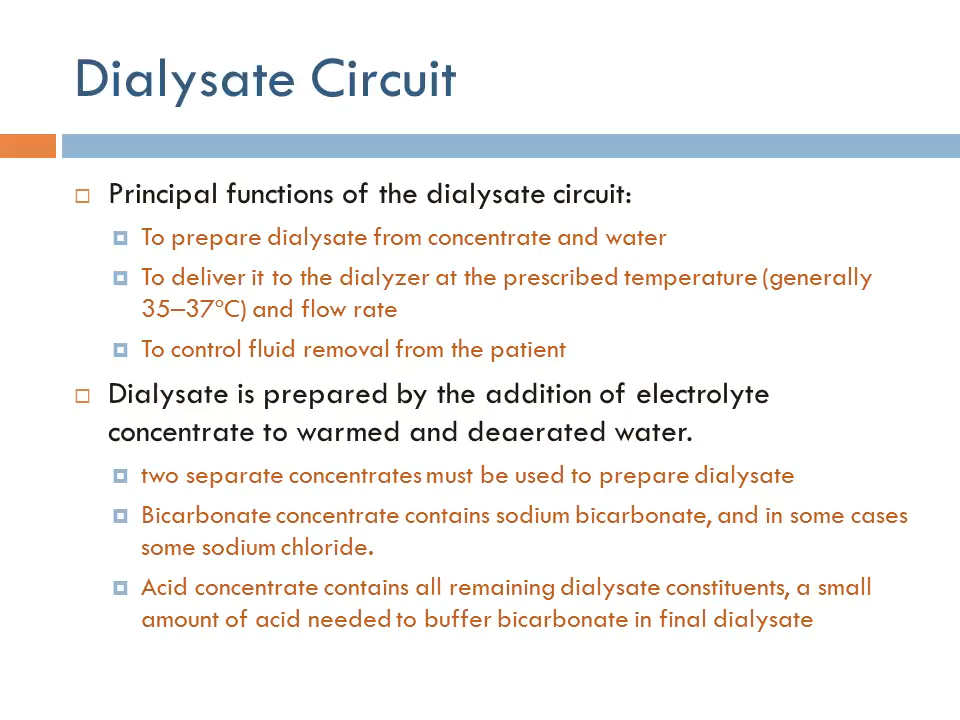 Dialysate Circuit
Principal functions of the dialysate circuit:
To prepare dialysate from concentrate and water
To deliver it to the dialyzer at the prescribed temperature (generally
35–37ºC) and flow rate
To control fluid removal from the patient
Dialysate is prepared by the addition of electrolyte
concentrate to warmed and deaerated water.
two separate concentrates must be used to prepare dialysate
Bicarbonate concentrate contains sodium bicarbonate, and in some cases
some sodium chloride.
Acid concentrate contains all remaining dialysate constituents, a small
amount of acid needed to buffer bicarbonate in final dialysate